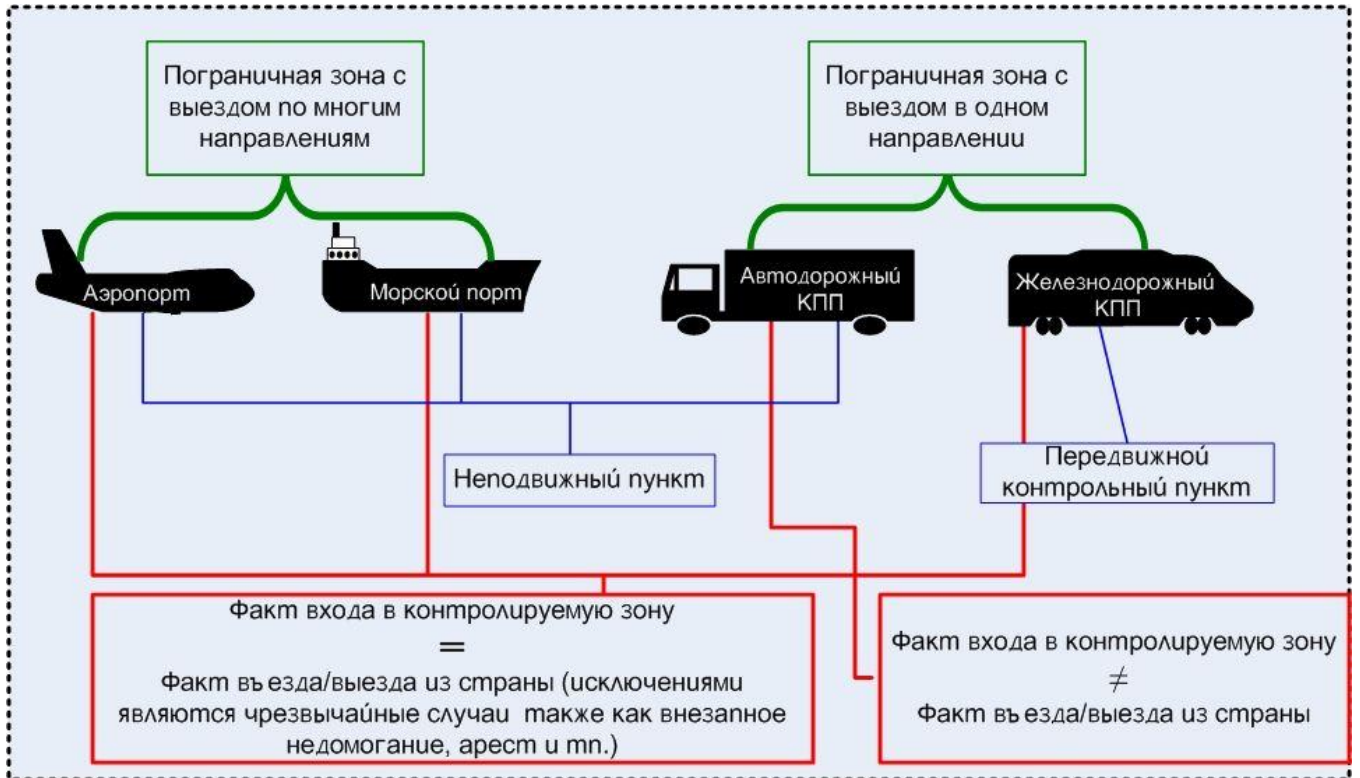 Пограничная зона с
выездом по многим
направлениям
Пограничная зона с
выездом в одном
направлении
Аэропорт
Морской порт
Автодорожный
КПП
Железнодорожный
КПП
Неподвижный пункт
Передвижной
контрольный пункт
Факт входа в контролируемую зону
=
Факт въезда/выезда из страны (исключениями
являются чрезвычайные случаи также как внезапное
недомогание, арест и тп.)
Факт входа в контролируемую зону
≠
Факт въезда/выезда из страны